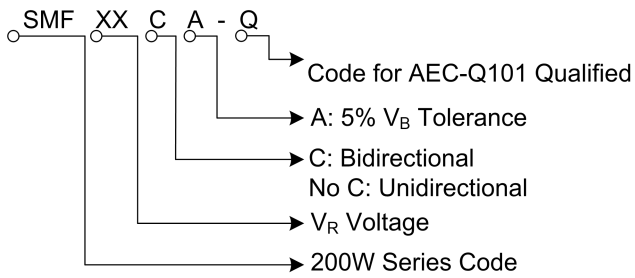 SMF XX C A - Q
Code for AEC-Q101 Qualified
A: 5% VB Tolerance
C: Bidirectional
No C: Unidirectional
VR Voltage
200W Series Code